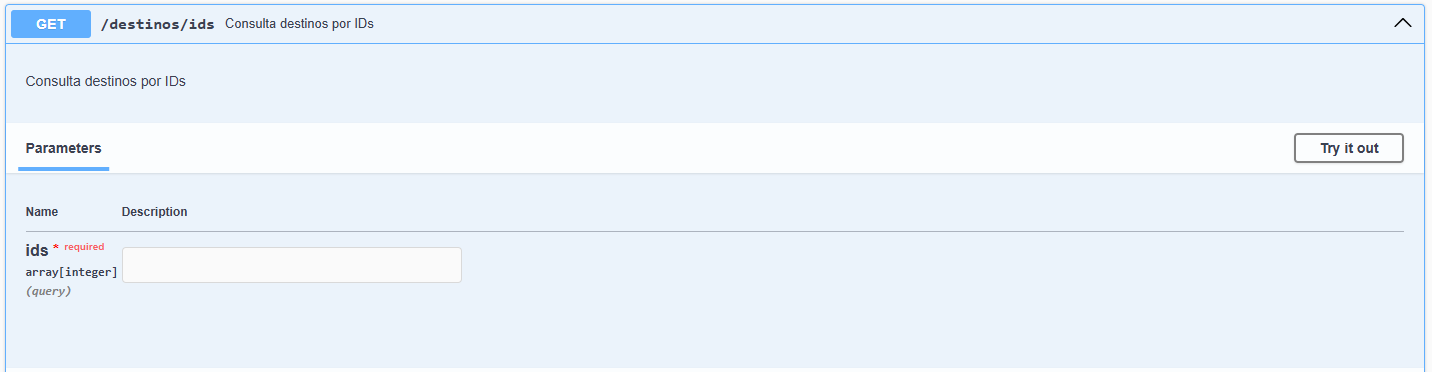 GET /destinos/ids Consulta destinos por IDs
Consulta destinos por IDs
Parameters Try it out
Name Description
ids * required
array[integer]
(query)